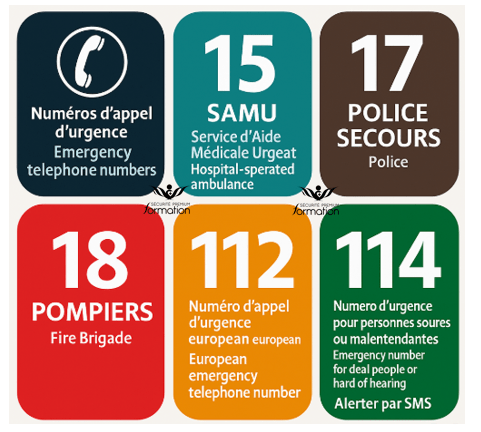 Numéros d'appel
d'urgence
Emergency
telephone numbers
15
SAMU
Service d'Aide
Médicale Urgeat
Hospital-sperated
ambulance
17
POLICE
SECOURS
Police
SECURITE PREMIUM
formation
SECURITE PREMIUM
formation
18
POMPIERS
Fire Brigade
112
Numéro d'appel
d'urgence
european european
European
emergency
telephone number
114
Numero d'urgence
pour personnes soures
ou malentendantes
Emergency number
for deal people or
hard of hearing
Alerter par SMS